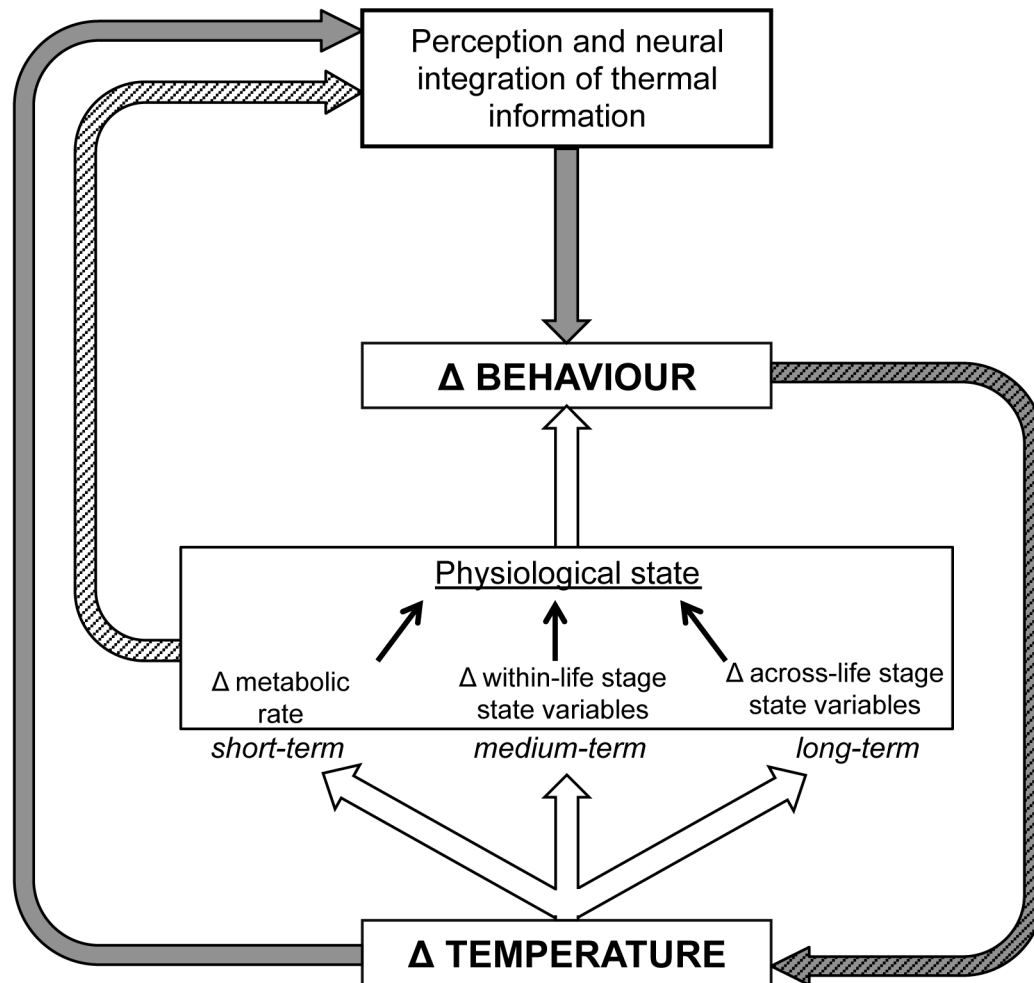 Perception and neural
integration of thermal
information
Δ BEHAVIOUR
Physiological state
Δ metabolic
rate
Δ within-life stage
state variables
Δ across-life stage
state variables
short-term
medium-term
long-term
Δ TEMPERATURE